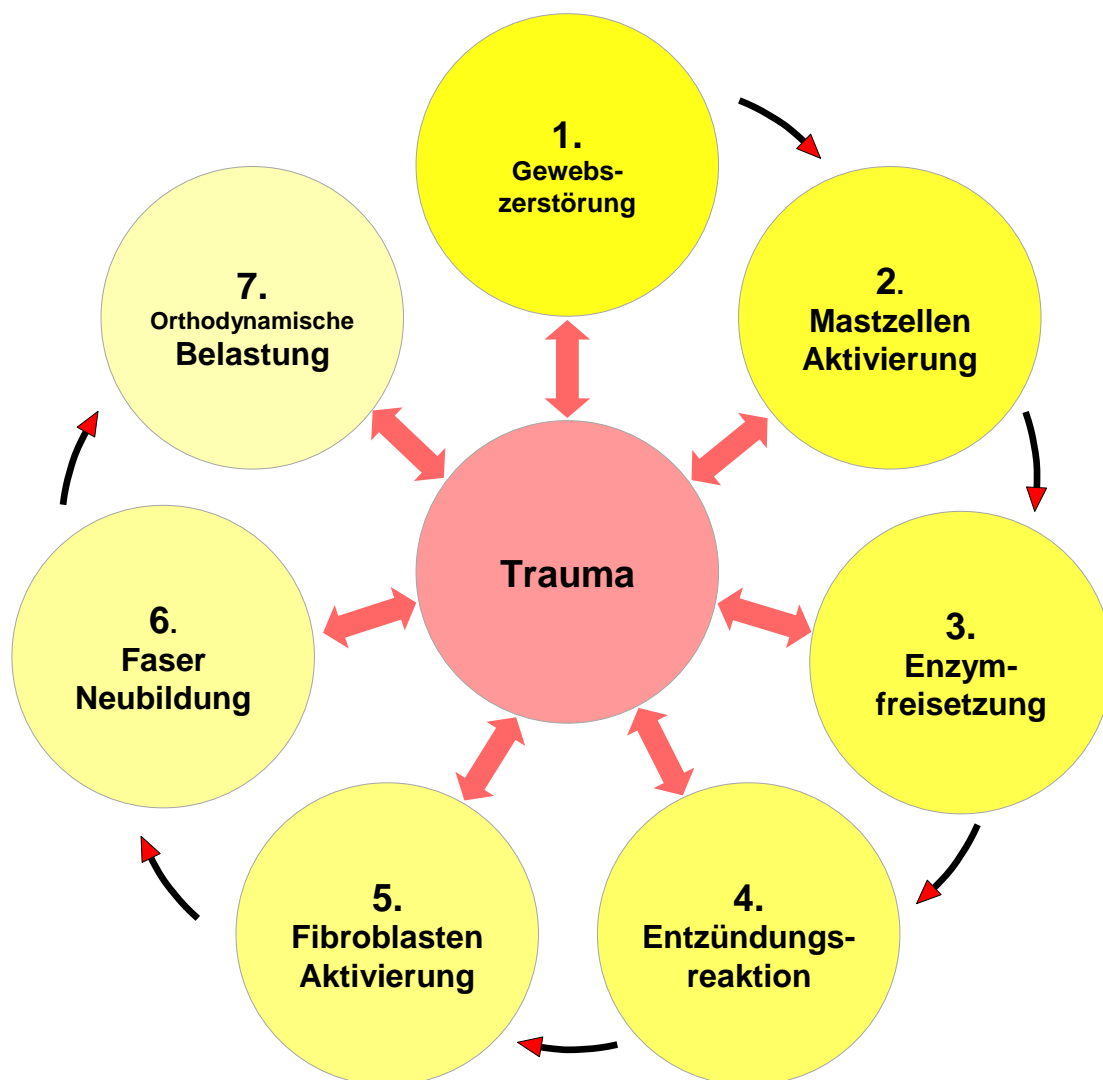 1.
Gewebs-
zerstörung
2.
Mastzellen
Aktivierung
3.
Enzym-
freisetzung
4.
Entzündungs-
reaktion
5.
Fibroblasten
Aktivierung
6.
Faser
Neubildung
7.
Orthodynamische
Belastung
Trauma